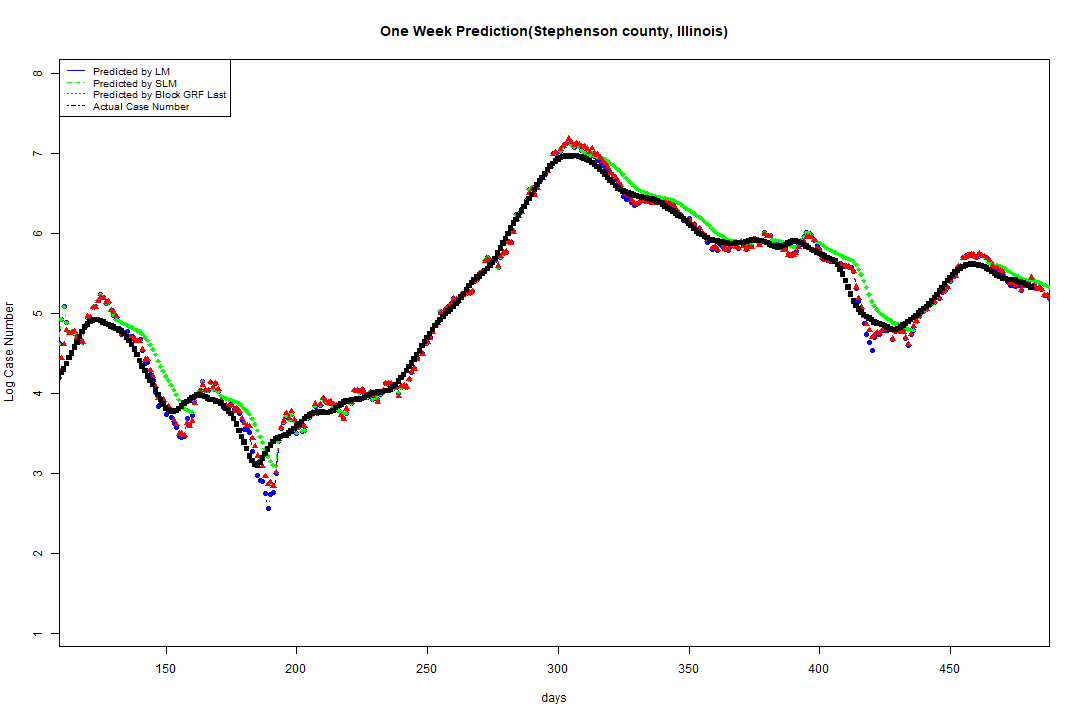 One Week Prediction(Stephenson county, Illinois)
Predicted by LM
Predicted by SLM
Predicted by Block GRF Last
Actual Case Number
8
7
6
5
4
3
2
1
Log Case Number
150 200 250 300 350 400 450
days